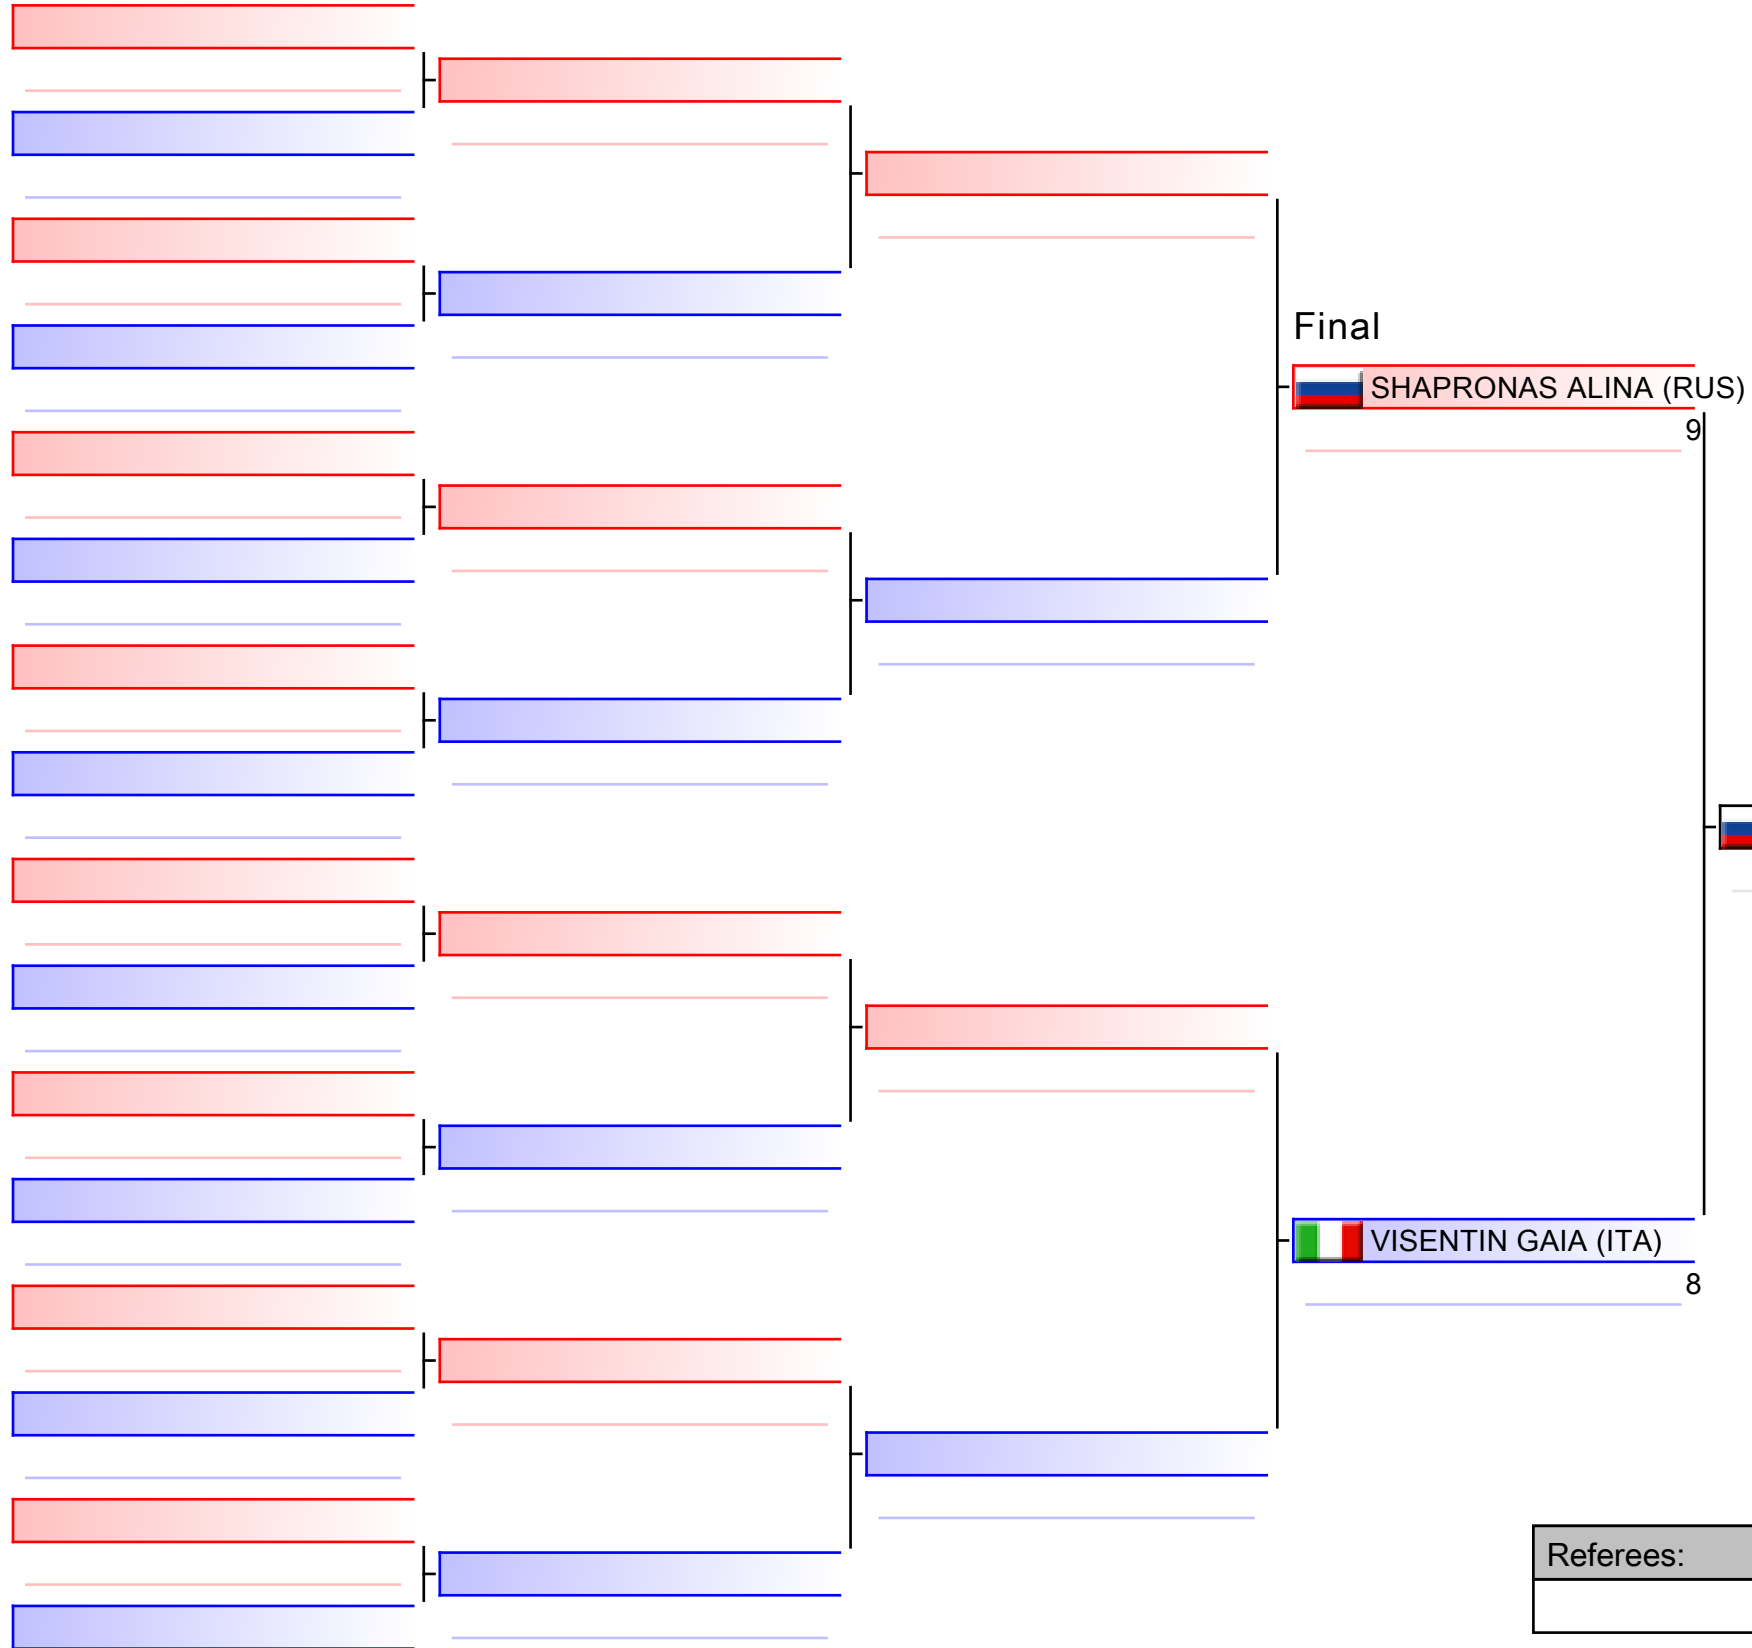 Final
SHAPRONAS ALINA (RUS)
9
VISENTIN GAIA (ITA)
8
Referees: